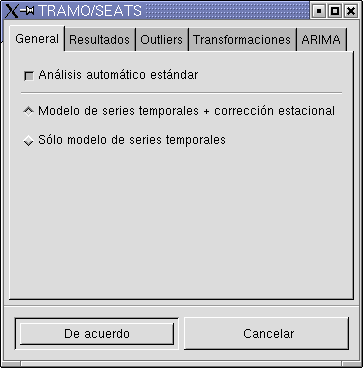 TRAMO/SEATS
General Resultados Outliers Transformaciones ARIMA
Análisis automático estándar
Modelo de series temporales + corrección estacional
Sólo modelo de series temporales
De acuerdo Cancelar